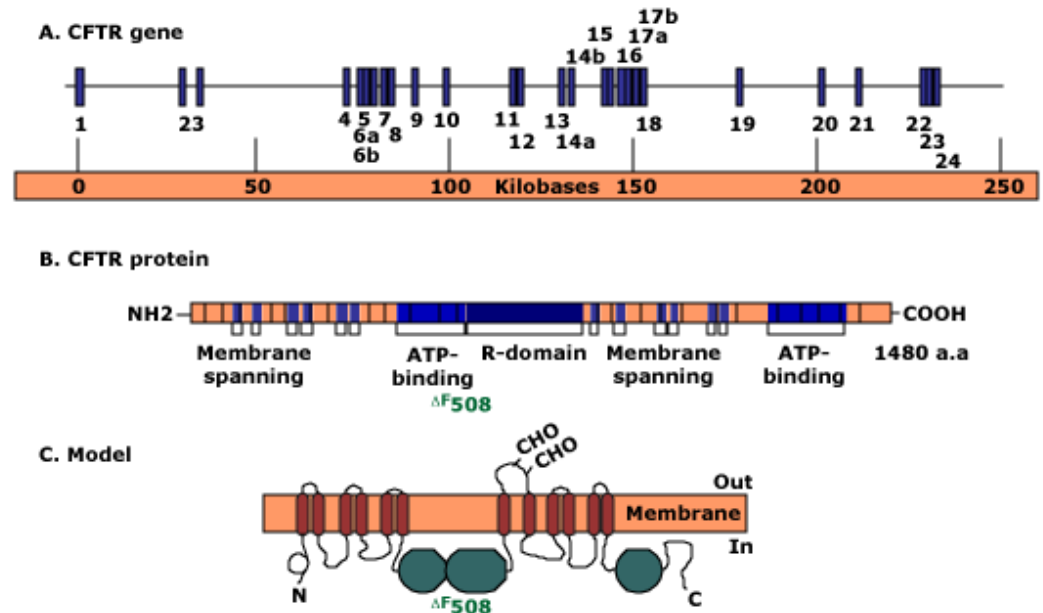 A. CFTR gene
17b
15 17a
14b 16
1 23 4 5 7 9 10 11 13 18 19 20 21 22
6a 8 12 14a 23
6b 24
0 50 100 Kilobases 150 200 250
B. CFTR protein
NH2 COOH
Membrane spanning
ATP-binding
R-domain
Membrane spanning
ATP-binding
1480 a.a
ΔF508
C. Model
CHO
CHO
Out
Membrane
In
N
C
ΔF508